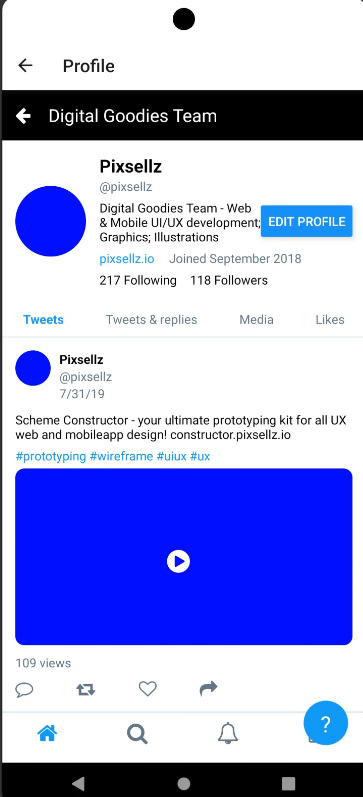 Profile
Digital Goodies Team
Pixsellz
@pixsellz
Digital Goodies Team - Web
& Mobile UI/UX development;
Graphics; Illustrations
EDIT PROFILE
pixsellz.io Joined September 2018
217 Following 118 Followers
Tweets Tweets & replies Media Likes
Pixsellz
@pixsellz
7/31/19
Scheme Constructor - your ultimate prototyping kit for all UX
web and mobileapp design! constructor.pixsellz.io
#prototyping #wireframe #uiux #ux
109 views
?